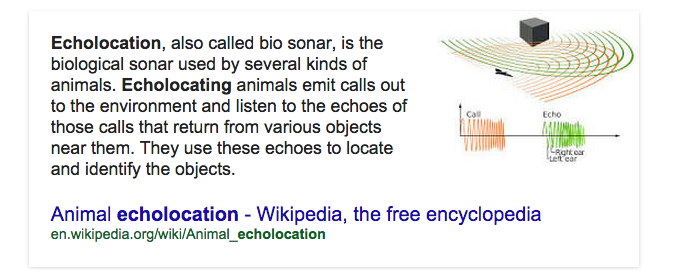 Echolocation, also called bio sonar, is the
biological sonar used by several kinds of
animals. Echolocating animals emit calls out
to the environment and listen to the echoes of
those calls that return from various objects
near them. They use these echoes to locate
and identify the objects.
Call
Echo
Right ear
Left ear
Animal echolocation - Wikipedia, the free encyclopedia
en.wikipedia.org/wiki/Animal_echolocation